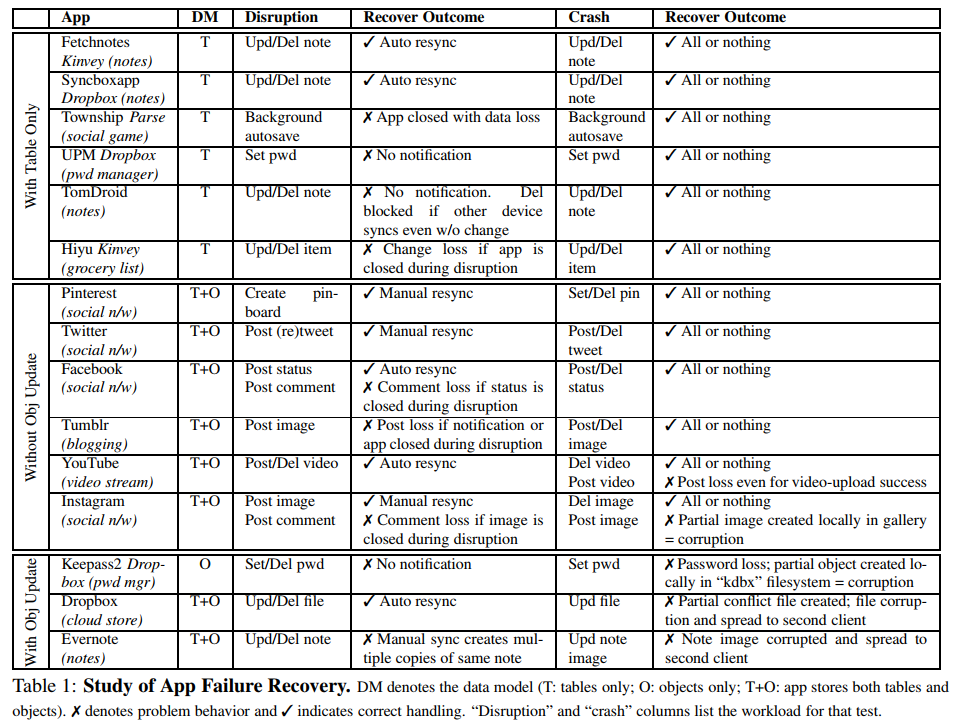 App DM Disruption Recover Outcome Crash Recover Outcome
With Table Only
Fetchnotes T Upd/Del note ✓ Auto resync Upd/Del ✓ All or nothing
Kinvey (notes) note
Syncboxapp T Upd/Del note ✓ Auto resync Upd/Del ✓ All or nothing
Dropbox (notes) note
Township Parse T Background ✗ App closed with data loss Background ✓ All or nothing
(social game) autosave autosave
UPM Dropbox T Set pwd ✗ No notification Set pwd ✓ All or nothing
(pwd manager)
TomDroid T Upd/Del note ✗ No notification. Del Upd/Del ✓ All or nothing
(notes) blocked if other device note
syncs even w/o change
Hiyu Kinvey T Upd/Del item ✗ Change loss if app is Upd/Del ✓ All or nothing
(grocery list) closed during disruption item
Without Obj Update
Pinterest T+O Create pin- ✓ Manual resync Set/Del pin ✓ All or nothing
(social n/w) board
Twitter T+O Post (re)tweet ✓ Manual resync Post/Del ✓ All or nothing
(social n/w) tweet
Facebook T+O Post status ✓ Auto resync Post/Del ✓ All or nothing
(social n/w) Post comment ✗ Comment loss if status is status
closed during disruption
Tumblr T+O Post image ✗ Post loss if notification or Post/Del ✓ All or nothing
(blogging) app closed during disruption image
YouTube T+O Post/Del video ✓ Auto resync Del video ✓ All or nothing
(video stream) Post video ✗ Post loss even for video-upload success
Instagram T+O Post image ✓ Manual resync Del image ✓ All or nothing
(social n/w) Post comment ✗ Comment loss if image is Post image ✗ Partial image created locally in gallery
closed during disruption = corruption
With Obj Update
Keepass2 Drop- O Set/Del pwd ✗ No notification Set pwd ✗ Password loss; partial object created lo-
box (pwd mgr) cally in “kdbx” filesystem = corruption
Dropbox T+O Upd/Del file ✓ Auto resync Upd file ✗ Partial conflict file created; file corrup-
(cloud store) tion and spread to second client
Evernote T+O Upd/Del note ✗ Manual sync creates mul- Upd note ✗ Note image corrupted and spread to
(notes) tiple copies of same note image second client
Table 1: Study of App Failure Recovery. DM denotes the data model (T: tables only; O: objects only; T+O: app stores both tables and
objects). ✗ denotes problem behavior and ✓ indicates correct handling. “Disruption” and “crash” columns list the workload for that test.